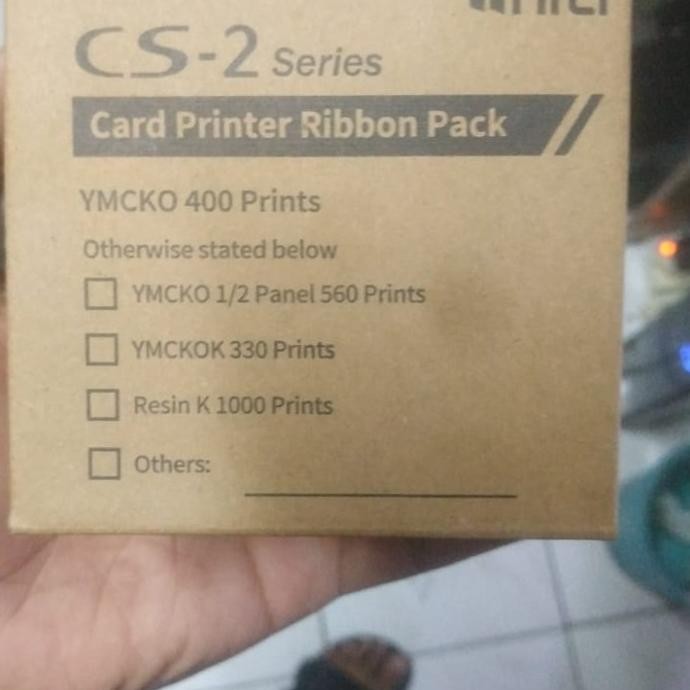 CS-2 Series
Card Printer Ribbon Pack
YMCKO 400 Prints
Otherwise stated below
YMCKO 1/2 Panel 560 Prints
YMCKOK 330 Prints
Resin K 1000 Prints
Others: